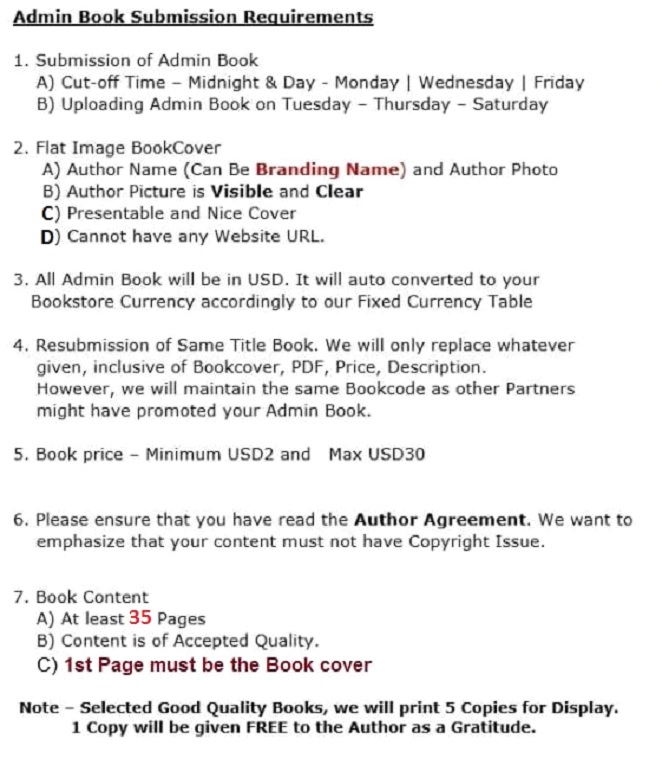 Admin Book Submission Requirements
1. Submission of Admin Book
A) Cut-off Time – Midnight & Day - Monday | Wednesday | Friday
B) Uploading Admin Book on Tuesday – Thursday – Saturday
2. Flat Image BookCover
A) Author Name (Can Be Branding Name) and Author Photo
B) Author Picture is Visible and Clear
C) Presentable and Nice Cover
D) Cannot have any Website URL.
3. All Admin Book will be in USD. It will auto converted to your
Bookstore Currency accordingly to our Fixed Currency Table
4. Resubmission of Same Title Book. We will only replace whatever
given, inclusive of Bookcover, PDF, Price, Description.
However, we will maintain the same Bookcode as other Partners
might have promoted your Admin Book.
5. Book price – Minimum USD2 and Max USD30
6. Please ensure that you have read the Author Agreement. We want to
emphasize that your content must not have Copyright Issue.
7. Book Content
A) At least 35 Pages
B) Content is of Accepted Quality.
C) 1st Page must be the Book cover
Note – Selected Good Quality Books, we will print 5 Copies for Display.
1 Copy will be given FREE to the Author as a Gratitude.